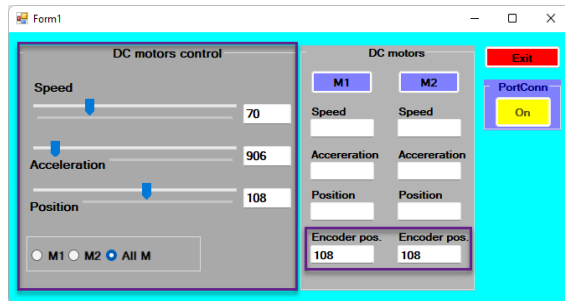 Form1
DC motors control
Speed
70
Acceleration
906
Position
108
M1 M2 All M
DC motors
M1 M2
Speed Speed
Accereration Accereration
Position Position
Encoder pos. Encoder pos.
108 108
Exit
PortConn
On